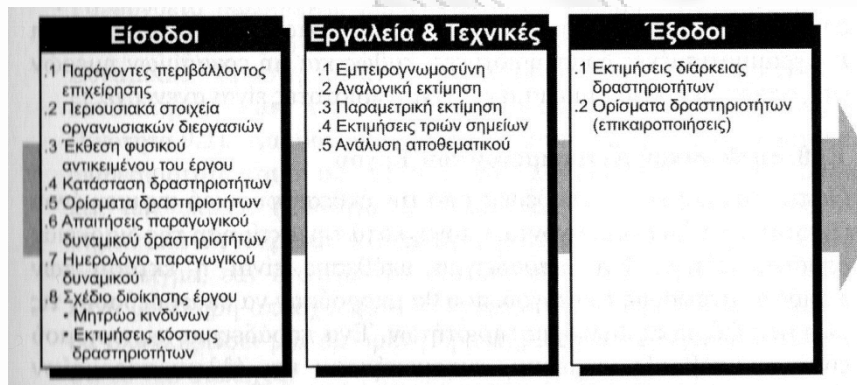 Είσοδοι
.1 Παράγοντες περιβάλλοντος
επιχείρησης
.2 Περιουσιακά στοιχεία
οργανωσιακών διεργασιών
.3 Έκθεση φυσικού
αντικειμένου του έργου
.4 Κατάσταση δραστηριοτήτων
.5 Ορίσματα δραστηριοτήτων
.6 Απαιτήσεις παραγωγικού
δυναμικού δραστηριοτήτων
.7 Ημερολόγιο παραγωγικού
δυναμικού
.8 Σχέδιο διοίκησης έργου
• Μητρώο κινδύνων
• Εκτιμήσεις κόστους
δραστηριοτήτων
Εργαλεία & Τεχνικές
.1 Εμπειρογνωμοσύνη
.2 Αναλογική εκτίμηση
.3 Παραμετρική εκτίμηση
.4 Εκτιμήσεις τριών σημείων
.5 Ανάλυση αποθεματικού
Έξοδοι
.1 Εκτιμήσεις διάρκειας
δραστηριοτήτων
.2 Ορίσματα δραστηριοτήτων
(επικαιροποιήσεις)